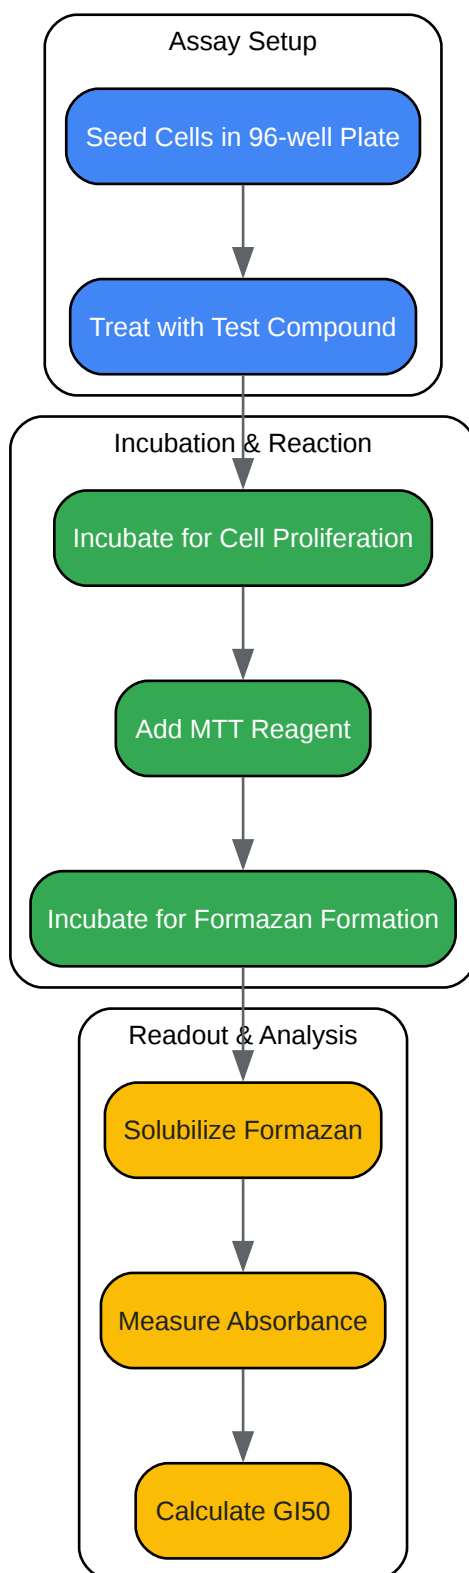 Assay Setup
Seed Cells in 96-well Plate
Treat with Test Compound
Incubation & Reaction
Incubate for Cell Proliferation
Add MTT Reagent
Incubate for Formazan Formation
Readout & Analysis
Solubilize Formazan
Measure Absorbance
Calculate GI50